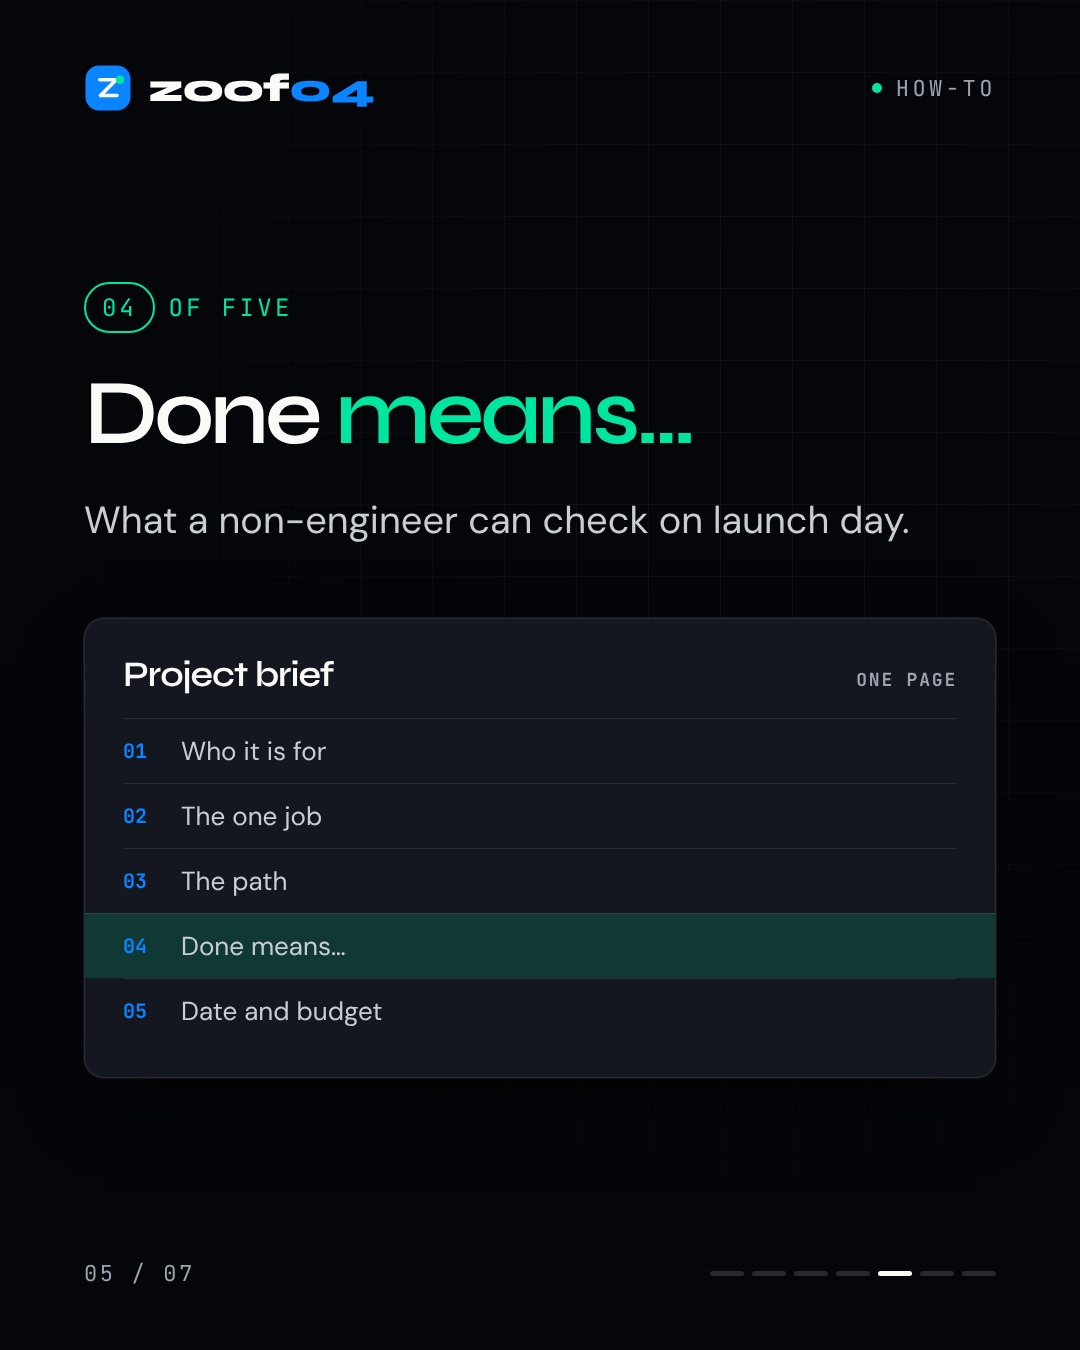 Z zoof04
HOW-TO
04 OF FIVE
Done means...
What a non-engineer can check on launch day.
Project brief
ONE PAGE
01 Who it is for
02 The one job
03 The path
04 Done means...
05 Date and budget
05 / 07